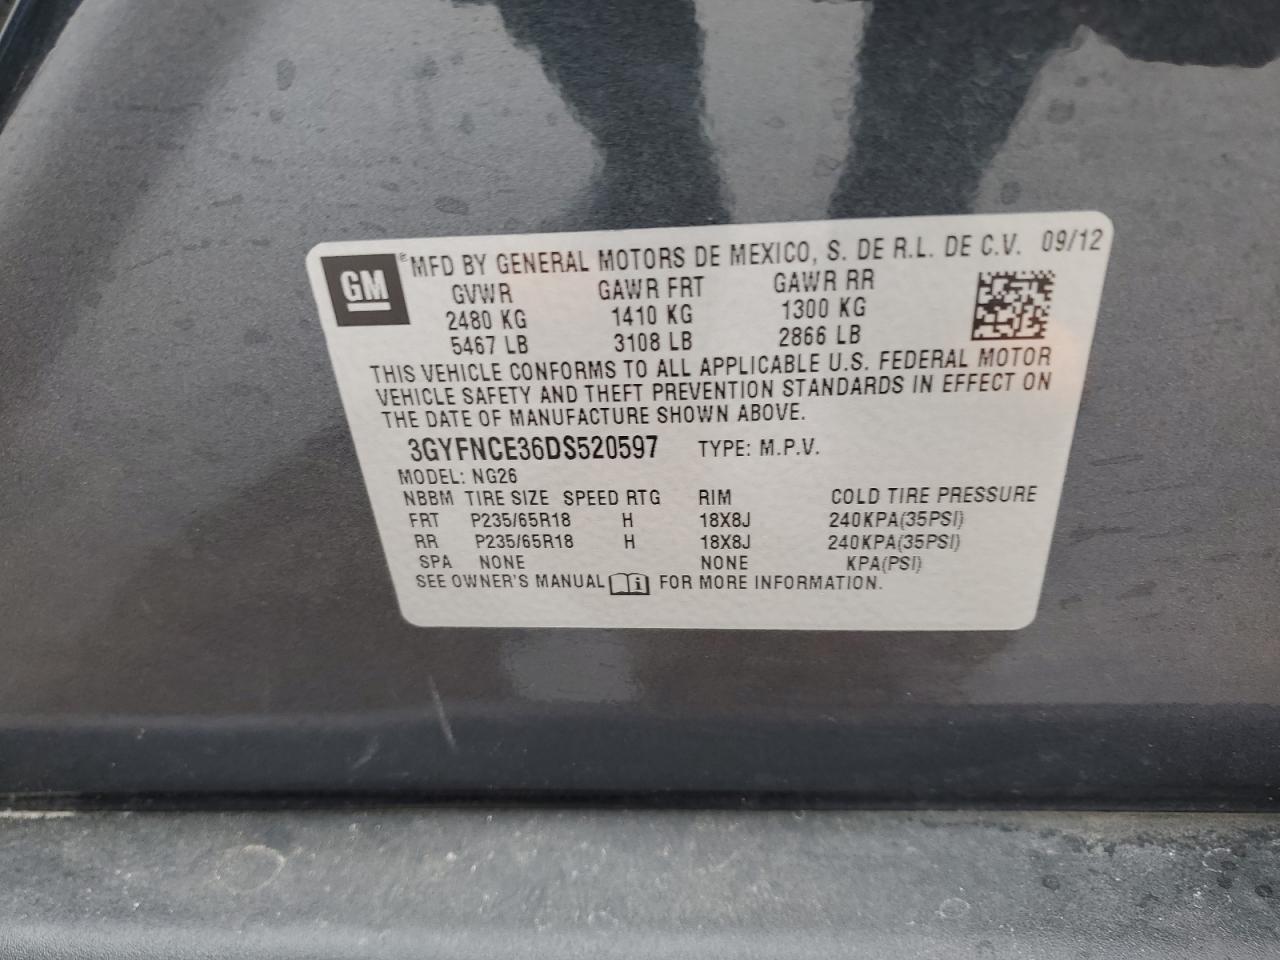 GM ® MFD BY GENERAL MOTORS DE MEXICO, S. DE R.L. DE C.V. 09/12
GVWR GAWR FRT GAWR RR
2480 KG 1410 KG 1300 KG
5467 LB 3108 LB 2866 LB
THIS VEHICLE CONFORMS TO ALL APPLICABLE U.S. FEDERAL MOTOR
VEHICLE SAFETY AND THEFT PREVENTION STANDARDS IN EFFECT ON
THE DATE OF MANUFACTURE SHOWN ABOVE.
3GYFNCE36DS520597 TYPE: M.P.V.
MODEL: NG26
NBBM TIRE SIZE SPEED RTG RIM COLD TIRE PRESSURE
FRT P235/65R18 H 18X8J 240KPA(35PSI)
RR P235/65R18 H 18X8J 240KPA(35PSI)
SPA NONE NONE KPA(PSI)
SEE OWNER'S MANUAL i FOR MORE INFORMATION.